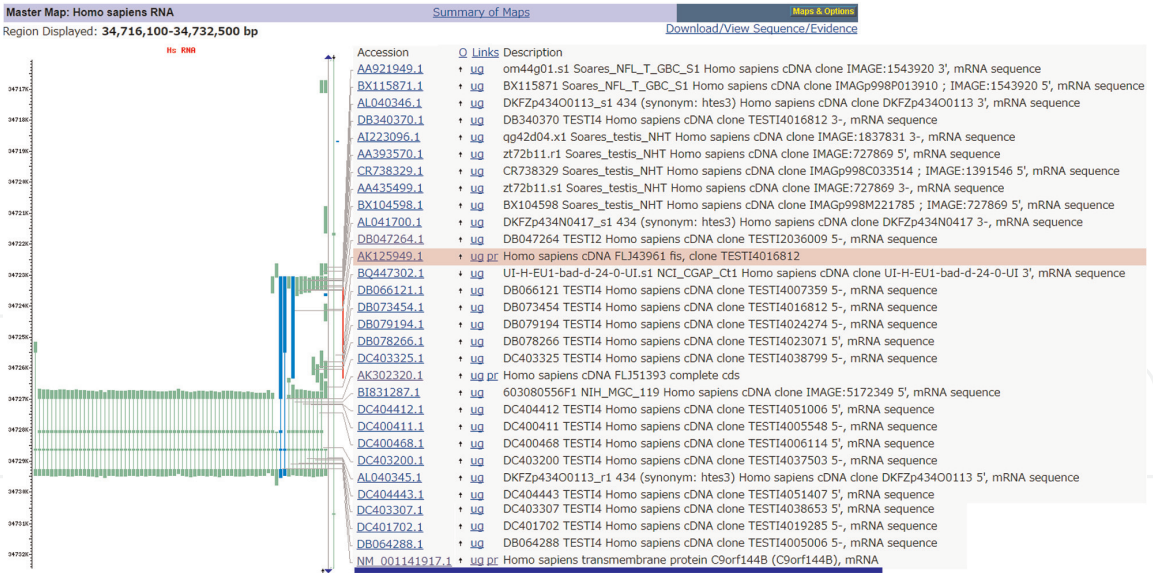 Master Map: Homo sapiens RNA Summary of Maps Maps & Options
Region Displayed: 34,716,100-34,732,500 bp Download/View Sequence/Evidence
Hs RNA
Accession O Links Description
AA921949.1 ug om44g01.s1 Soares_NFL_T_GBC_S1 Homo sapiens cDNA clone IMAGE:1543920 3', mRNA sequence
BX115871.1 ug BX115871 Soares_NFL_T_GBC_S1 Homo sapiens cDNA clone IMAGp998P013910 ; IMAGE:1543920 5', mRNA sequence
AL040346.1 ug DKFZp434O0113_s1 434 (synonym: htes3) Homo sapiens cDNA clone DKFZp434O0113 3', mRNA sequence
DB340370.1 ug DB340370 TESTI4 Homo sapiens cDNA clone TESTI4016812 3-, mRNA sequence
AI223096.1 ug qg42d04.x1 Soares_testis_NHT Homo sapiens cDNA clone IMAGE:1837831 3-, mRNA sequence
AA393570.1 ug zt72b11.r1 Soares_testis_NHT Homo sapiens cDNA clone IMAGE:727869 5', mRNA sequence
CR738329.1 ug CR738329 Soares_testis_NHT Homo sapiens cDNA clone IMAGp998C033514 ; IMAGE:1391546 5', mRNA sequence
AA435499.1 ug zt72b11.s1 Soares_testis_NHT Homo sapiens cDNA clone IMAGE:727869 3-, mRNA sequence
BX104598.1 ug BX104598 Soares_testis_NHT Homo sapiens cDNA clone IMAGp998M221785 ; IMAGE:727869 5', mRNA sequence
AL041700.1 ug DKFZp434N0417_s1 434 (synonym: htes3) Homo sapiens cDNA clone DKFZp434N0417 3-, mRNA sequence
DB047264.1 ug DB047264 TESTI2 Homo sapiens cDNA clone TESTI2036009 5-, mRNA sequence
AK125949.1 ug pr Homo sapiens cDNA FLJ43961 fis, clone TESTI4016812
BQ447302.1 ug UI-H-EU1-bad-d-24-0-UI.s1 NCI_CGAP_Ct1 Homo sapiens cDNA clone UI-H-EU1-bad-d-24-0-UI 3', mRNA sequence
DB066121.1 ug DB066121 TESTI4 Homo sapiens cDNA clone TESTI4007359 5-, mRNA sequence
DB073454.1 ug DB073454 TESTI4 Homo sapiens cDNA clone TESTI4016812 5-, mRNA sequence
DB079194.1 ug DB079194 TESTI4 Homo sapiens cDNA clone TESTI4024274 5-, mRNA sequence
DB078266.1 ug DB078266 TESTI4 Homo sapiens cDNA clone TESTI4023071 5', mRNA sequence
DC403325.1 ug DC403325 TESTI4 Homo sapiens cDNA clone TESTI4038799 5-, mRNA sequence
AK302320.1 ug pr Homo sapiens cDNA FLJ51393 complete cds
BI831287.1 ug 603080556F1 NIH_MGC_119 Homo sapiens cDNA clone IMAGE:5172349 5', mRNA sequence
DC404412.1 ug DC404412 TESTI4 Homo sapiens cDNA clone TESTI4051006 5', mRNA sequence
DC400411.1 ug DC400411 TESTI4 Homo sapiens cDNA clone TESTI4005548 5-, mRNA sequence
DC400468.1 ug DC400468 TESTI4 Homo sapiens cDNA clone TESTI4006114 5', mRNA sequence
DC403200.1 ug DC403200 TESTI4 Homo sapiens cDNA clone TESTI4037503 5-, mRNA sequence
AL040345.1 ug DKFZp434O0113_r1 434 (synonym: htes3) Homo sapiens cDNA clone DKFZp434O0113 5', mRNA sequence
DC404443.1 ug DC404443 TESTI4 Homo sapiens cDNA clone TESTI4051407 5', mRNA sequence
DC403307.1 ug DC403307 TESTI4 Homo sapiens cDNA clone TESTI4038653 5', mRNA sequence
DC401702.1 ug DC401702 TESTI4 Homo sapiens cDNA clone TESTI4019285 5-, mRNA sequence
DB064288.1 ug DB064288 TESTI4 Homo sapiens cDNA clone TESTI4005006 5-, mRNA sequence
NM_001141917.1 ug pr Homo sapiens transmembrane protein C9orf144B (C9orf144B), mRNA
34717K
34718K
34719K
34720K
34721K
34722K
34723K
34724K
34725K
34726K
34727K
34728K
34729K
34730K
34731K
34732K